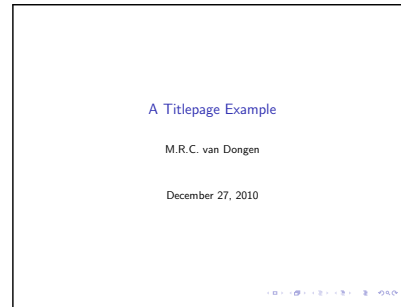 A Titlepage Example
M.R.C. van Dongen
December 27, 2010